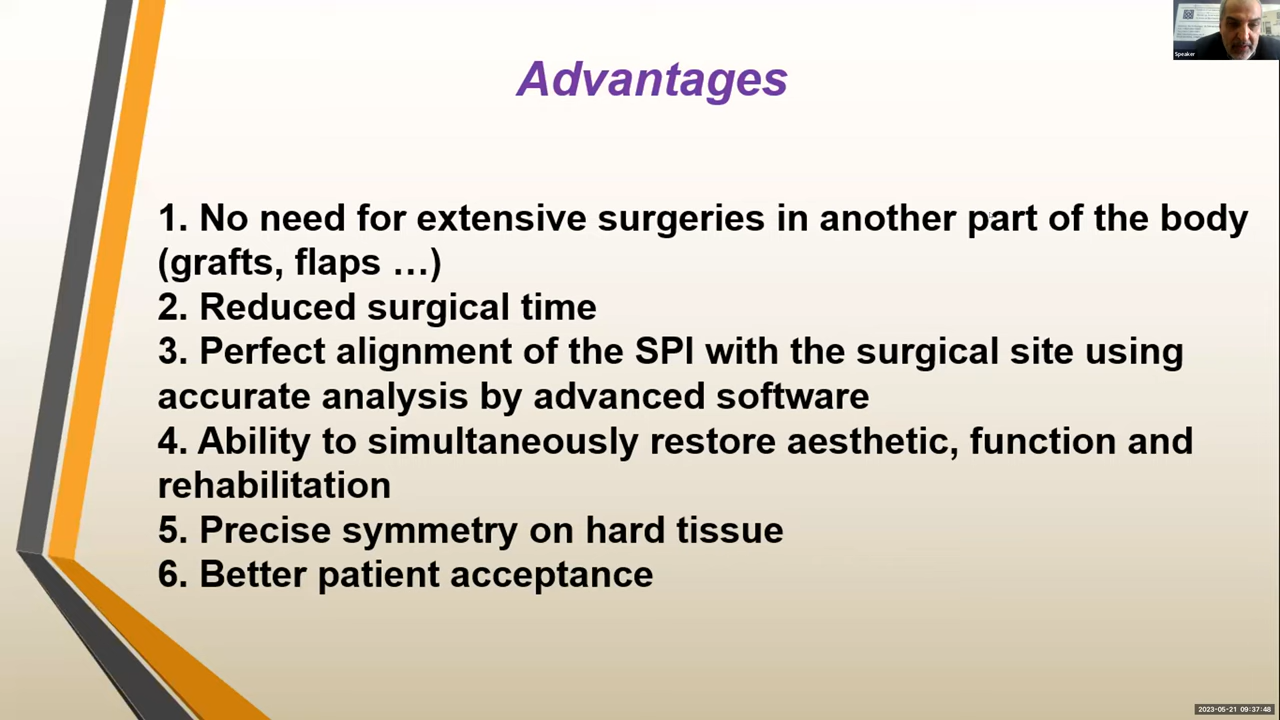 Advantages
Speaker
1. No need for extensive surgeries in another part of the body
(grafts, flaps …)
2. Reduced surgical time
3. Perfect alignment of the SPI with the surgical site using
accurate analysis by advanced software
4. Ability to simultaneously restore aesthetic, function and
rehabilitation
5. Precise symmetry on hard tissue
6. Better patient acceptance
2023-05-21 09:37:48